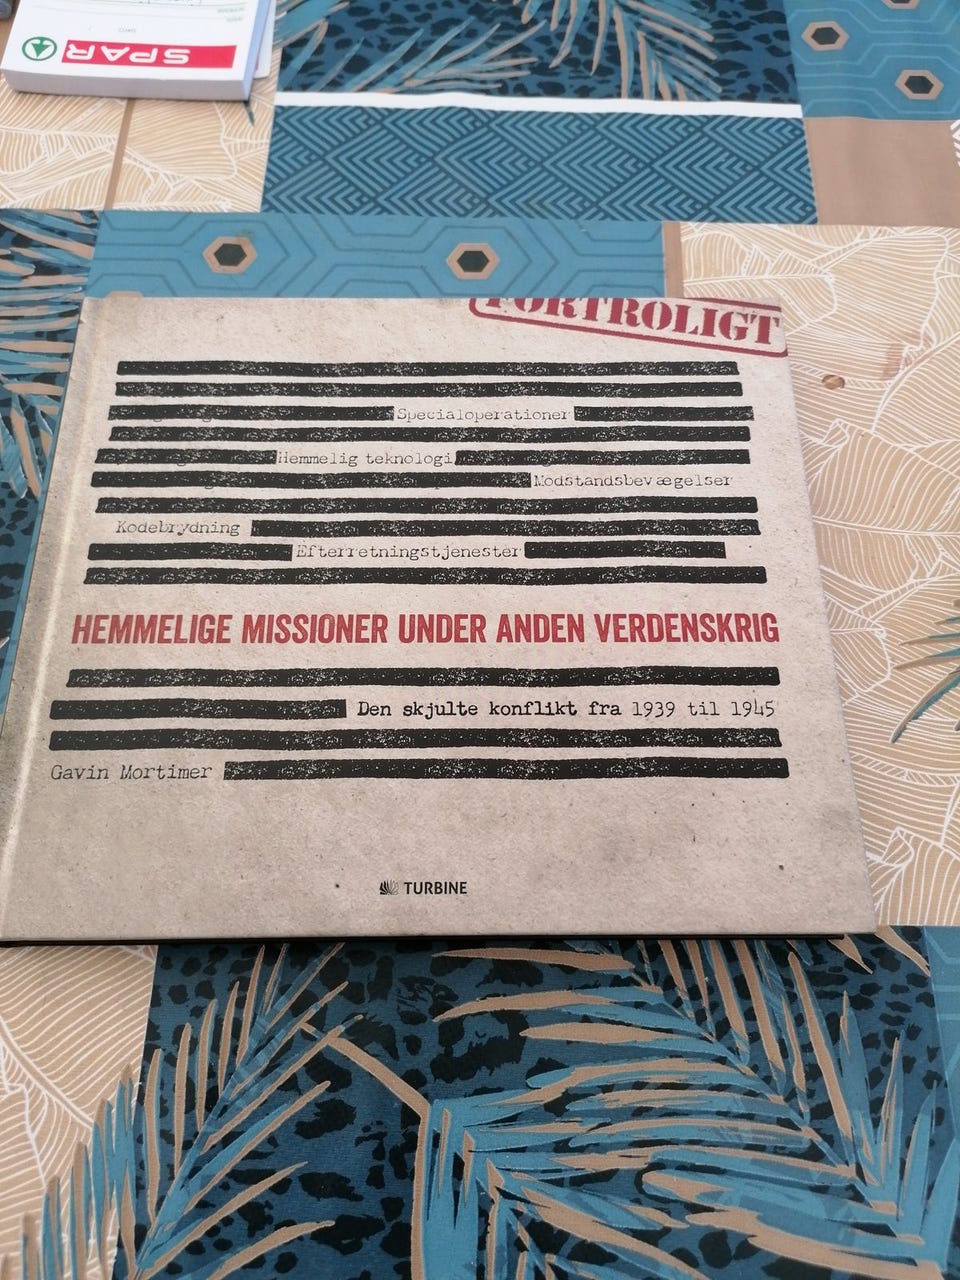 SPAR
FORTROLIGT
Specialoperationer
Hemmelig teknologi
Modstandsbevægelser
Kodebrydning
Efterretningstjenester
HEMMELIGE MISSIONER UNDER ANDEN VERDENSKRIG
Den skjulte konflikt fra 1939 til 1945
Gavin Mortimer
TURBINE